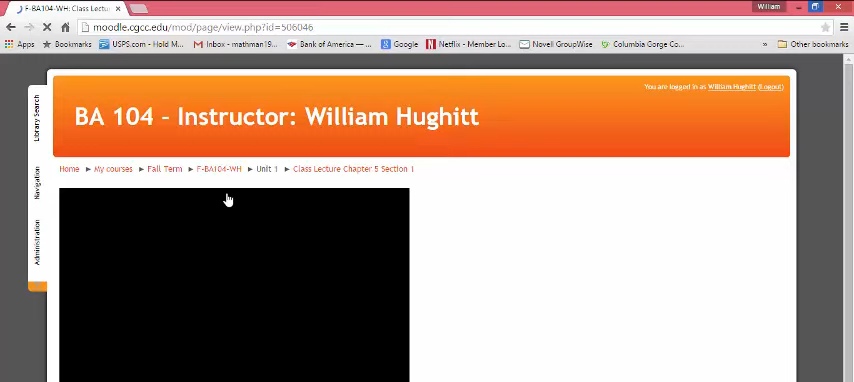 F-BA104-WH: Class Lectu
William
moodle.cgcc.edu/mod/page/view.php?id=506046
Apps Bookmarks USPS.com - Hold M... Inbox - mathman19... Bank of America — ... Google Netflix - Member Lo... Novell GroupWise Columbia Gorge Co... Other bookmarks
You are logged in as William Hughitt (Logout)
BA 104 - Instructor: William Hughitt
Home ► My courses ► Fall Term ► F-BA104-WH ► Unit 1 ► Class Lecture Chapter 5 Section 1
Library Search
Navigation
Administration